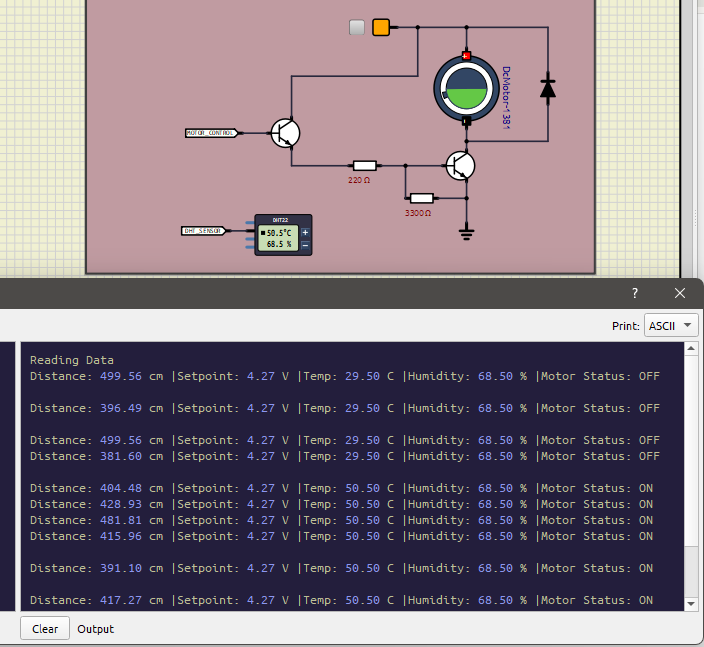 DcMotor-1381
MOTOR_CONTROL
220 Ω
3300Ω
DHT_SENSOR
DHT22
50.5°C
68.5 %
+
−
?
Print: ASCII
Reading Data
Distance: 499.56 cm |Setpoint: 4.27 V |Temp: 29.50 C |Humidity: 68.50 % |Motor Status: OFF
Distance: 396.49 cm |Setpoint: 4.27 V |Temp: 29.50 C |Humidity: 68.50 % |Motor Status: OFF
Distance: 499.56 cm |Setpoint: 4.27 V |Temp: 29.50 C |Humidity: 68.50 % |Motor Status: OFF
Distance: 381.60 cm |Setpoint: 4.27 V |Temp: 29.50 C |Humidity: 68.50 % |Motor Status: OFF
Distance: 404.48 cm |Setpoint: 4.27 V |Temp: 50.50 C |Humidity: 68.50 % |Motor Status: ON
Distance: 428.93 cm |Setpoint: 4.27 V |Temp: 50.50 C |Humidity: 68.50 % |Motor Status: ON
Distance: 481.81 cm |Setpoint: 4.27 V |Temp: 50.50 C |Humidity: 68.50 % |Motor Status: ON
Distance: 415.96 cm |Setpoint: 4.27 V |Temp: 50.50 C |Humidity: 68.50 % |Motor Status: ON
Distance: 391.10 cm |Setpoint: 4.27 V |Temp: 50.50 C |Humidity: 68.50 % |Motor Status: ON
Distance: 417.27 cm |Setpoint: 4.27 V |Temp: 50.50 C |Humidity: 68.50 % |Motor Status: ON
Clear Output